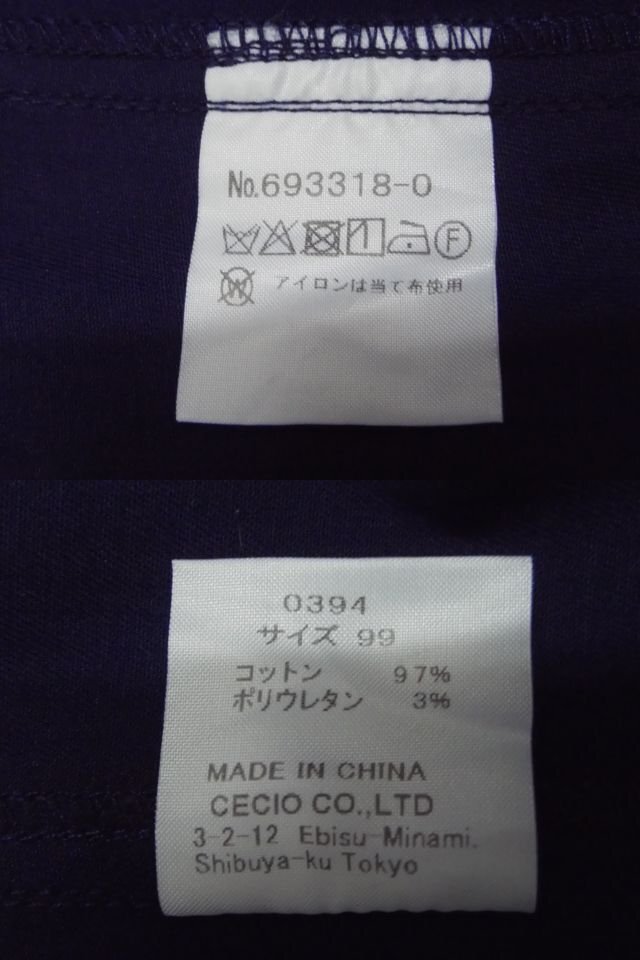 No.693318-0
F
W アイロンは当て布使用
0394
サイズ 99
コットン 97%
ポリウレタン 3%
MADE IN CHINA
CECIO CO.,LTD
3-2-12 Ebisu-Minami.
Shibuya-ku Tokyo